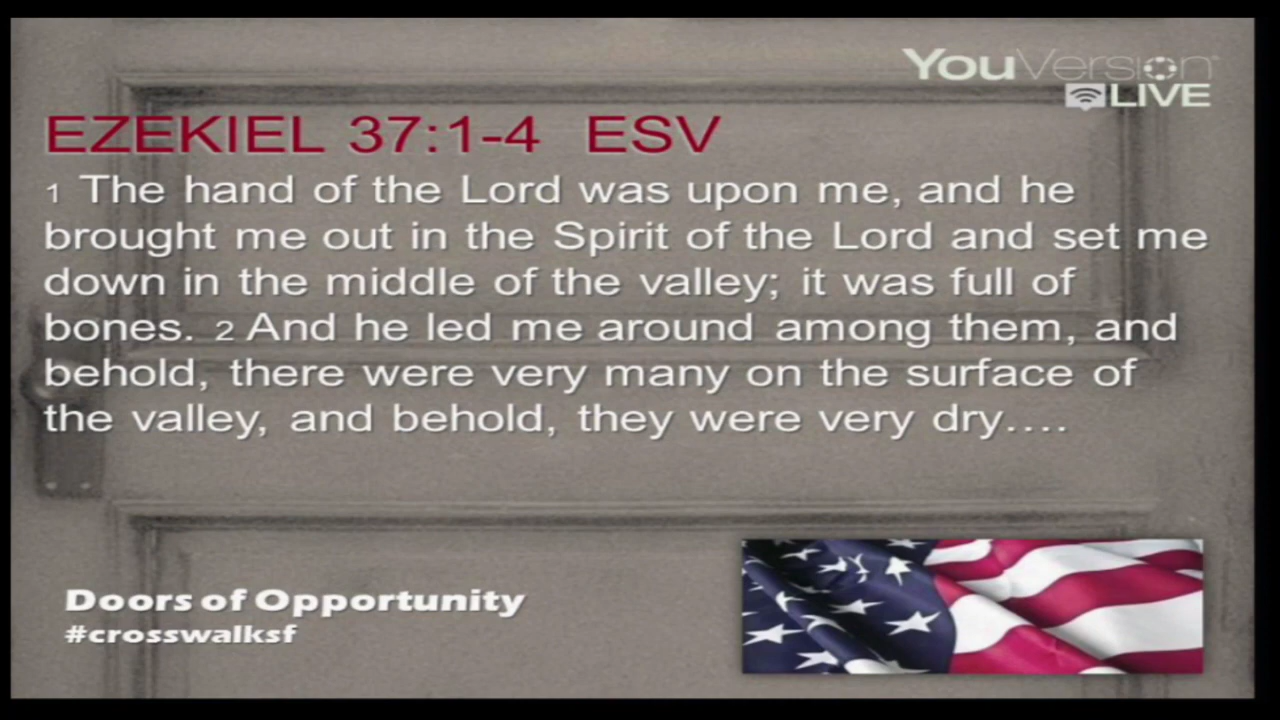 YouVersion
LIVE
EZEKIEL 37:1-4 ESV
1 The hand of the Lord was upon me, and he
brought me out in the Spirit of the Lord and set me
down in the middle of the valley; it was full of
bones. 2 And he led me around among them, and
behold, there were very many on the surface of
the valley, and behold, they were very dry....
Doors of Opportunity
#crosswalksf